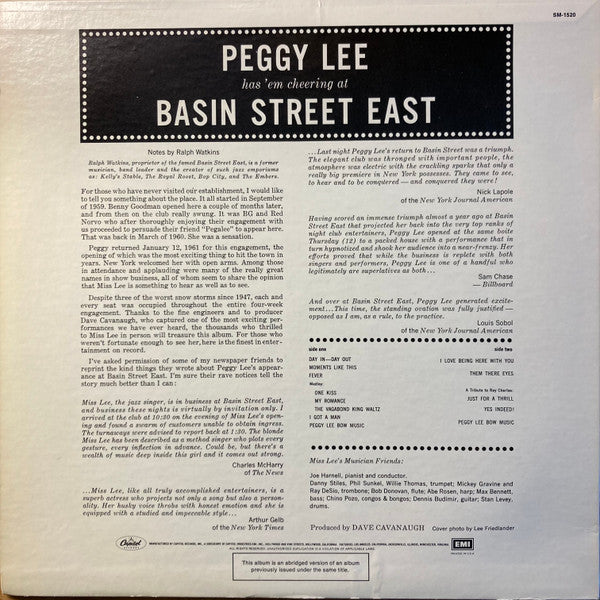 SM-1520
PEGGY LEE
has 'em cheering at
BASIN STREET EAST
Notes by Ralph Watkins
Ralph Watkins, proprietor of the famed Basin Street East, is a former
musician, band leader and the creator of such jazz emporiums
as: Kelly's Stable, The Royal Roost, Bop City, and The Embers.
For those who have never visited our establishment, I would like
to tell you something about the place. It all started in September
of 1959. Benny Goodman opened here a couple of months later,
and from then on the club really swung. It was BG and Red
Norvo who after thoroughly enjoying their engagement with
us proceeded to persuade their friend "Pegalee" to appear here.
That was back in March of 1960. She was a sensation.
Peggy returned January 12, 1961 for this engagement, the
opening of which was the most exciting thing to hit the town in
years. New York welcomed her with open arms. Among those
in attendance and applauding were many of the really great
names in show business, all of whom seem to share the opinion
that Miss Lee is something to hear as well as to see.
Despite three of the worst snow storms since 1947, each and
every seat was occupied throughout the entire four-week
engagement. Thanks to the fine engineers and to producer
Dave Cavanaugh, who captured one of the most exciting per-
formances we have ever heard, the thousands who thrilled
to Miss Lee in person will treasure this album. For those who
weren't fortunate enough to see her, here is the finest in enter-
tainment on record.
I've asked permission of some of my newspaper friends to
reprint the kind things they wrote about Peggy Lee's appear-
ance at Basin Street East. I'm sure their rave notices tell the
story much better than I can:
Miss Lee, the jazz singer, is in business at Basin Street East,
and business these nights is virtually by invitation only. I
arrived at the club at 10:30 on the evening of Miss Lee's open-
ing and found a swarm of customers unable to obtain ingress.
The turnaways were advised to report back at 1:30. The blonde
Miss Lee has been described as a method singer who plots every
gesture, every inflection in advance. Could be, but there's a
wealth of music deep inside this girl and it comes out strong.
Charles McHarry
of The News
...Miss Lee, like all truly accomplished entertainers, is a
superb actress who projects not only a song but also a person-
ality. Her husky voice throbs with honest emotion and she is
equipped with a studied and impeccable style...
Arthur Gelb
of the New York Times
...Last night Peggy Lee's return to Basin Street was a triumph.
The elegant club was thronged with important people, the
atmosphere was electric with the crackling sparks that only a
really big premiere in New York possesses. They came to see,
to hear and to be conquered — and conquered they were!
Nick Lapole
of the New York Journal American
Having scored an immense triumph almost a year ago at Basin
Street East that projected her back into the very top ranks of
night club entertainers, Peggy Lee opened at the same boite
Thursday (12) to a packed house with a performance that in
turn hypnotized and shook her audience into a near-frenzy. Her
efforts proved that while the business is replete with both
singers and performers, Peggy Lee is one of a handful who
legitimately are superlatives as both...
Sam Chase
— Billboard
And over at Basin Street East, Peggy Lee generated excite-
ment...This time, the standing ovation was fully justified—
opposed as I am, as a rule, to the practice.
Louis Sobol
of the New York Journal American
side one
DAY IN—DAY OUT
MOMENTS LIKE THIS
FEVER
Medley:
ONE KISS
MY ROMANCE
THE VAGABOND KING WALTZ
I GOT A MAN
PEGGY LEE BOW MUSIC
side two
I LOVE BEING HERE WITH YOU
THEM THERE EYES
A Tribute to Ray Charles:
JUST FOR A THRILL
YES INDEED!
PEGGY LEE BOW MUSIC
Miss Lee's Musician Friends:
Joe Harnell, pianist and conductor.
Danny Stiles, Phil Sunkel, Willie Thomas, trumpet; Mickey Gravine and
Ray DeSio, trombone; Bob Donovan, flute; Abe Rosen, harp; Max Bennett,
bass; Chino Pozo, congas & bongos; Dennis Budimir, guitar; Stan Levey,
drums.
Produced by DAVE CAVANAUGH Cover photo by Lee Friedlander
Capitol
EMI
PRINTED IN U.S.A.
ALL RIGHTS RESERVED. UNAUTHORIZED DUPLICATION IS A VIOLATION OF APPLICABLE LAWS.
This album is an abridged version of an album
previously issued under the same title.